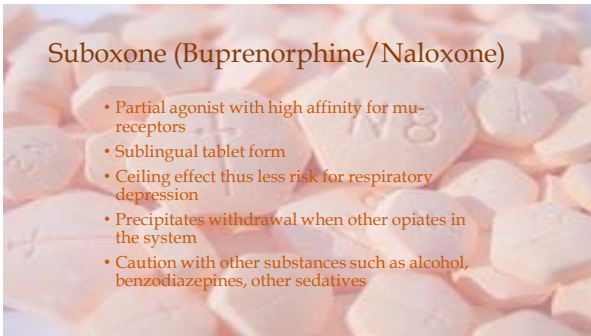 Suboxone (Buprenorphine/Naloxone)
• Partial agonist with high affinity for mu-
receptors
• Sublingual tablet form
• Ceiling effect thus less risk for respiratory
depression
• Precipitates withdrawal when other opiates in
the system
• Caution with other substances such as alcohol,
benzodiazepines, other sedatives
N8